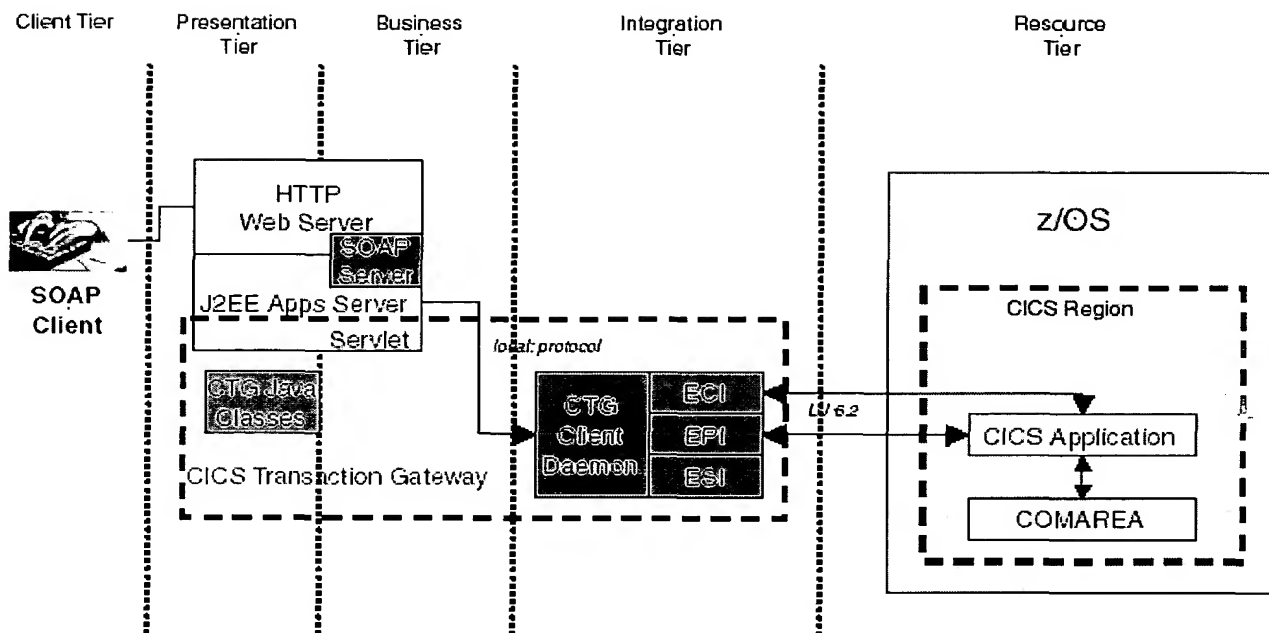 Client Tier
Presentation
Tier
Business
Tier
Integration
Tier
Resource
Tier
HTTP
Web Server
SOAP
Server
J2EE Apps Server
Servlet
SOAP
Client
local: protocol
CTG Java
Classes
CTG
Client
Daemon
ECI
EPI
ESI
CICS Transaction Gateway
LU 6.2
z/OS
CICS Region
CICS Application
COMAREA